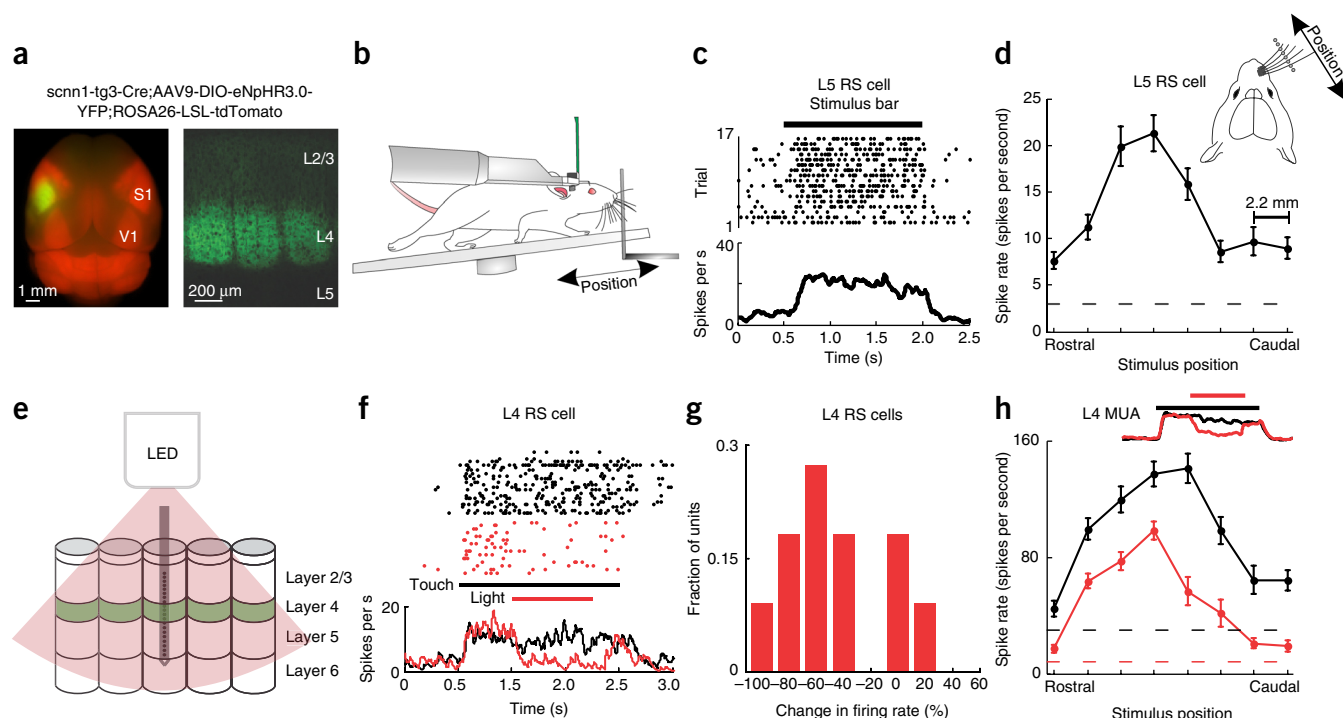 a
scnn1-tg3-Cre;AAV9-DIO-eNpHR3.0-
YFP;ROSA26-LSL-tdTomato
S1
V1
1 mm
L2/3
L4
L5
200 μm
b
Position
c
L5 RS cell
Stimulus bar
17
Trial
1
40
Spikes per s
0
0 0.5 1.0 1.5 2.0 2.5
Time (s)
d
Position
L5 RS cell
Spike rate (spikes per second)
25
20
15
10
5
0
2.2 mm
Rostral Caudal
Stimulus position
e
LED
Layer 2/3
Layer 4
Layer 5
Layer 6
f
L4 RS cell
Touch
Light
20
Spikes per s
0
0.0 0.5 1.0 1.5 2.0 2.5 3.0
Time (s)
g
L4 RS cells
0.3
Fraction of units
0.15
0
–100 –80 –60 –40 –20 0 20 40 60
Change in firing rate (%)
h
L4 MUA
160
Spike rate (spikes per second)
80
0
Rostral Caudal
Stimulus position